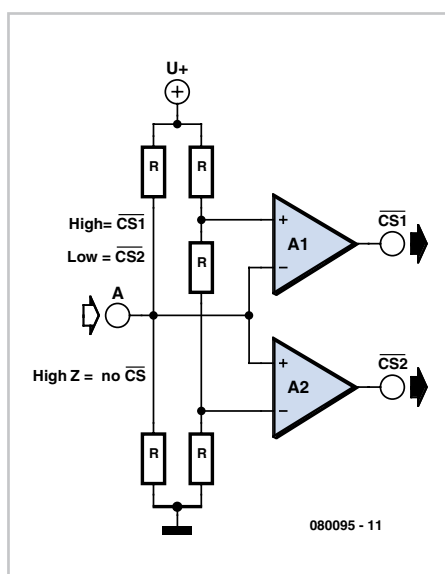 U+
R
R
High= CS1
+
CS1
A1
Low = CS2
R
−
A
+
CS2
A2
High Z = no CS
−
R
R
080095 - 11